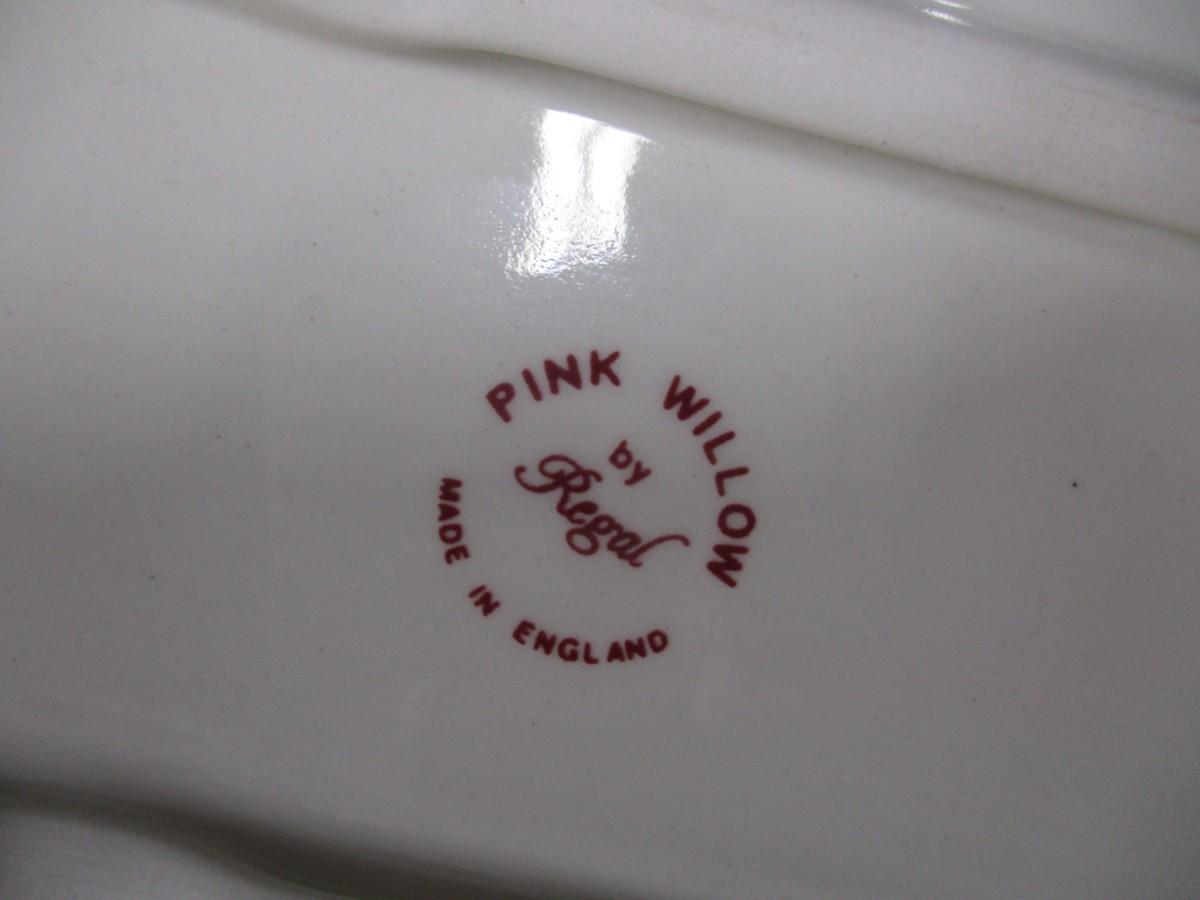 PINK WILLOW
by
Regal
MADE IN ENGLAND